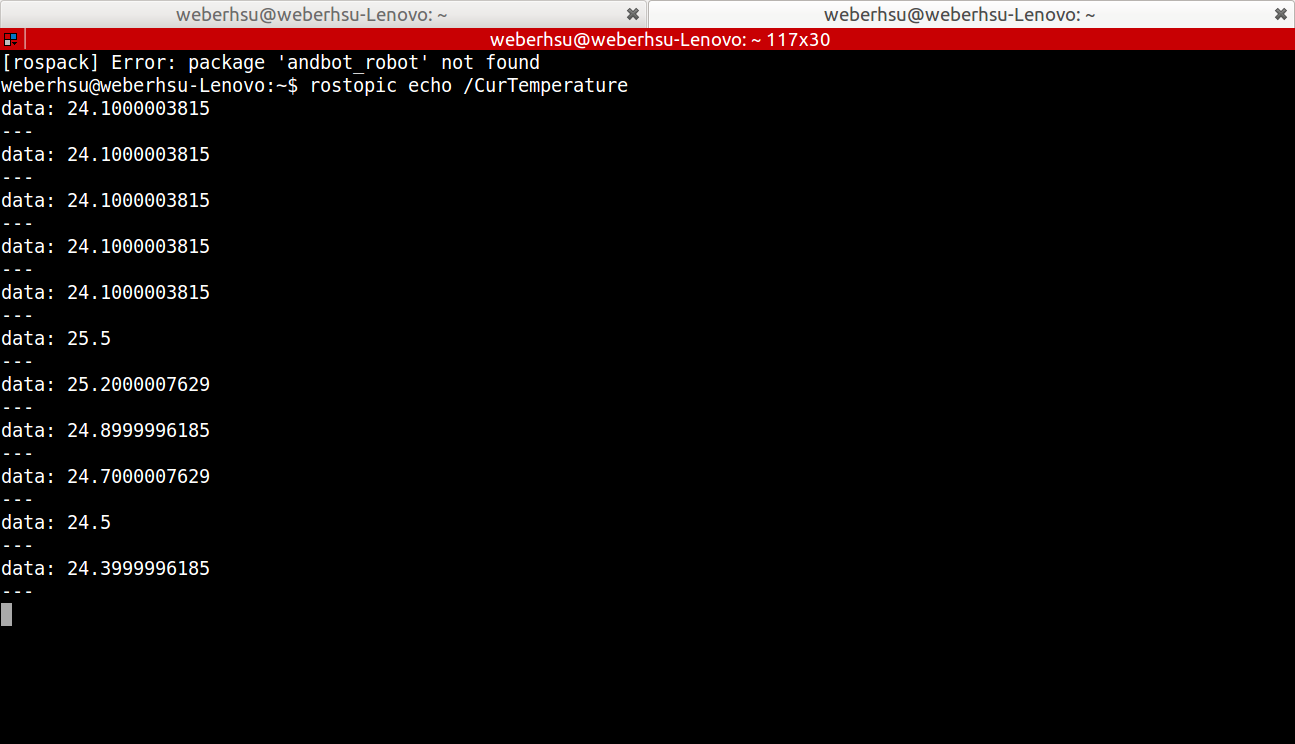 weberhsu@weberhsu-Lenovo: ~
weberhsu@weberhsu-Lenovo: ~
weberhsu@weberhsu-Lenovo: ~ 117x30
[rospack] Error: package 'andbot_robot' not found
weberhsu@weberhsu-Lenovo:~$ rostopic echo /CurTemperature
data: 24.1000003815
---
data: 24.1000003815
---
data: 24.1000003815
---
data: 24.1000003815
---
data: 24.1000003815
---
data: 25.5
---
data: 25.2000007629
---
data: 24.8999996185
---
data: 24.7000007629
---
data: 24.5
---
data: 24.3999996185
---